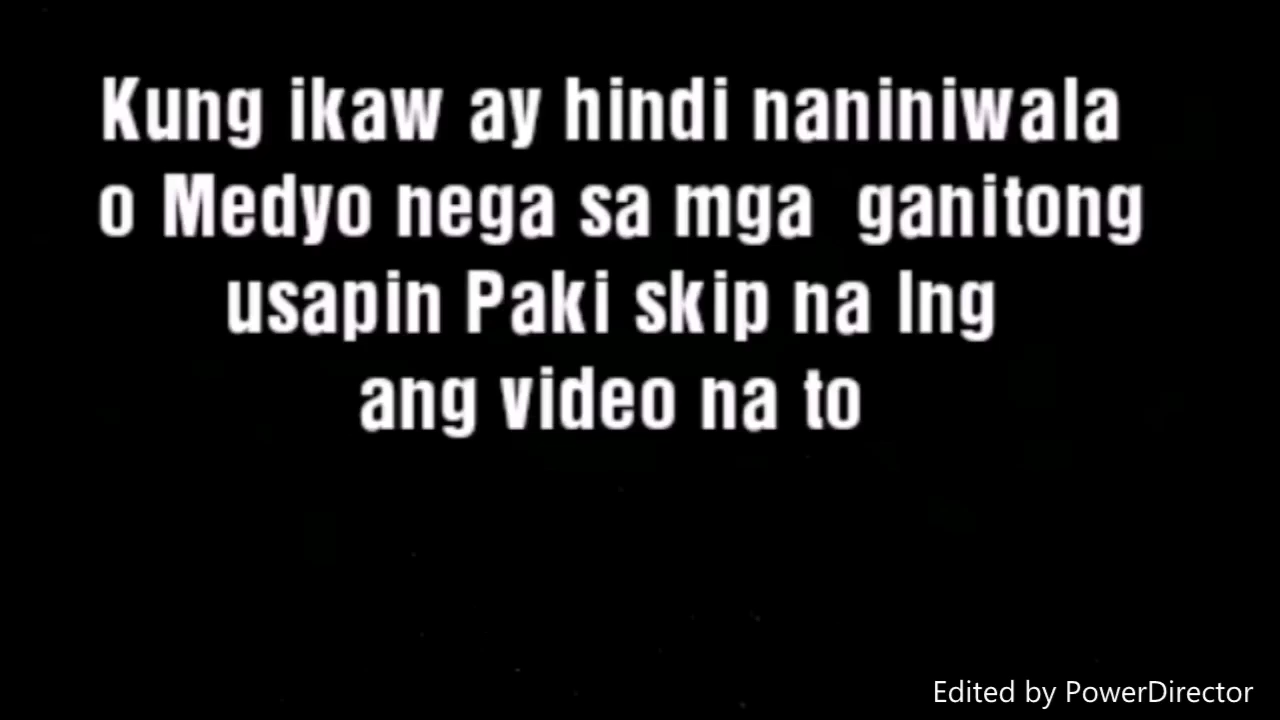 Kung ikaw ay hindi naniniwala
o Medyo nega sa mga  ganitong
usapin Paki skip na lng
ang video na to
Edited by PowerDirector